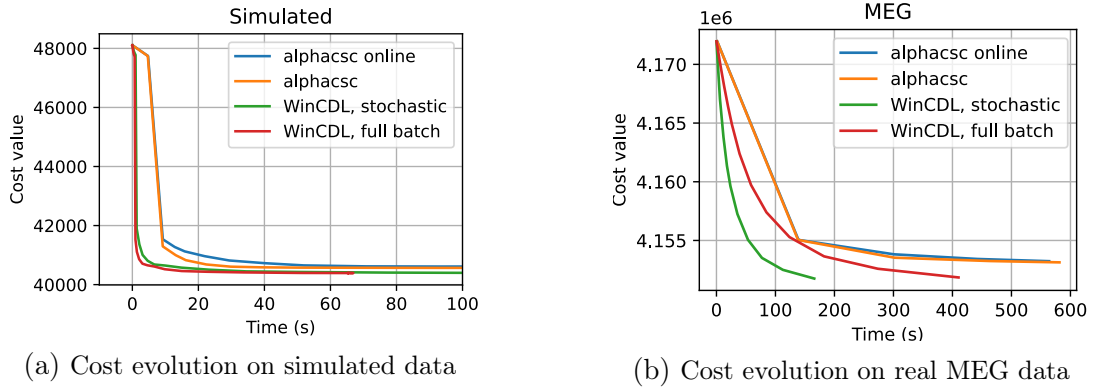 Simulated
48000
46000
44000
42000
40000
Cost value
alphacsc online
alphacsc
WinCDL, stochastic
WinCDL, full batch
0
20
40
60
80
100
Time (s)
(a) Cost evolution on simulated data
MEG
1e6
4.170
4.165
4.160
4.155
Cost value
alphacsc online
alphacsc
WinCDL, stochastic
WinCDL, full batch
0
100
200
300
400
500
600
Time (s)
(b) Cost evolution on real MEG data